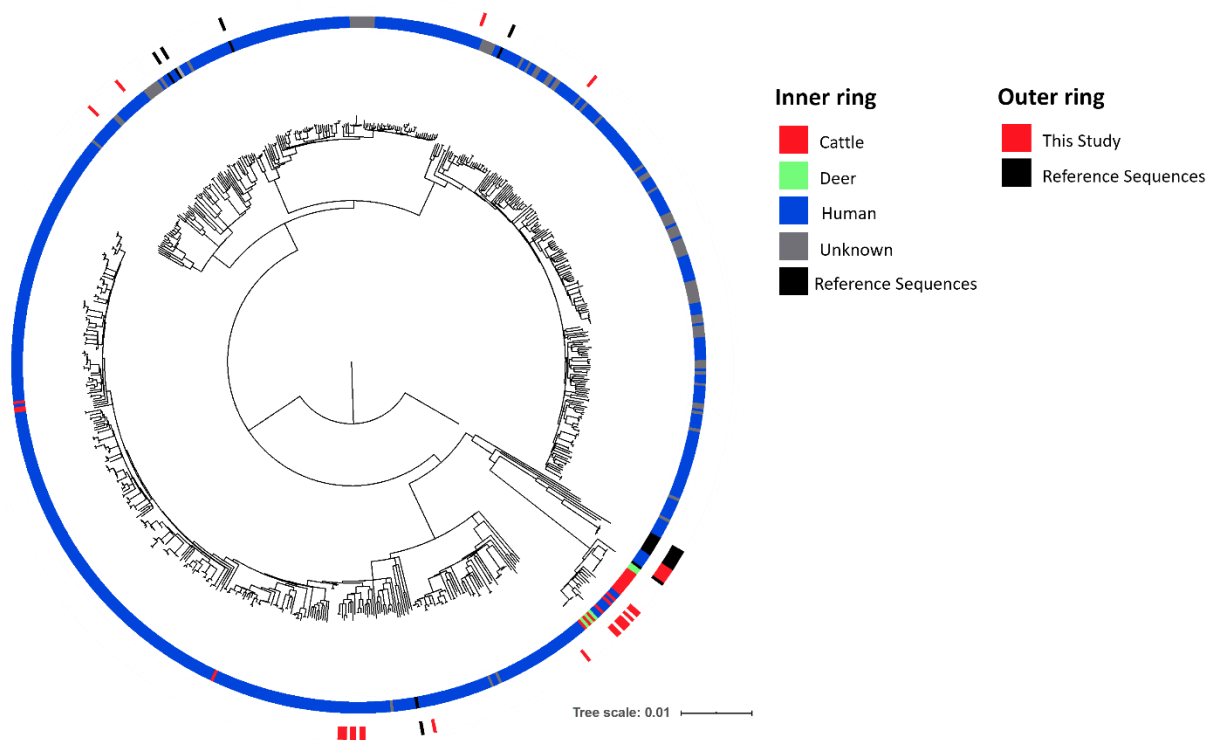 Inner ring
Cattle
Deer
Human
Unknown
Reference Sequences
Outer ring
This Study
Reference Sequences
Tree scale: 0.01